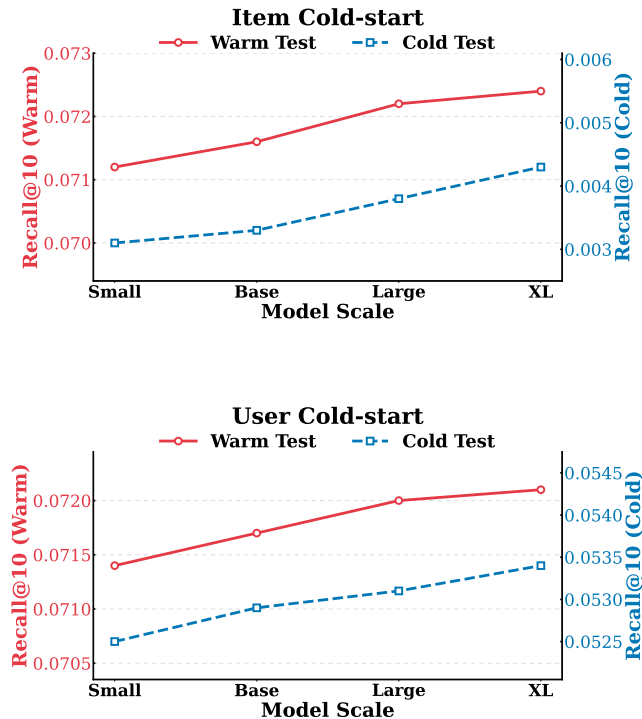 Item Cold-start
Warm Test Cold Test
Recall@10 (Warm)
0.073
0.072
0.071
0.070
0.006
0.005
0.004
0.003
Recall@10 (Cold)
Small Base Large XL
Model Scale
User Cold-start
Warm Test Cold Test
Recall@10 (Warm)
0.0720
0.0715
0.0710
0.0705
0.0545
0.0540
0.0535
0.0530
0.0525
Recall@10 (Cold)
Small Base Large XL
Model Scale